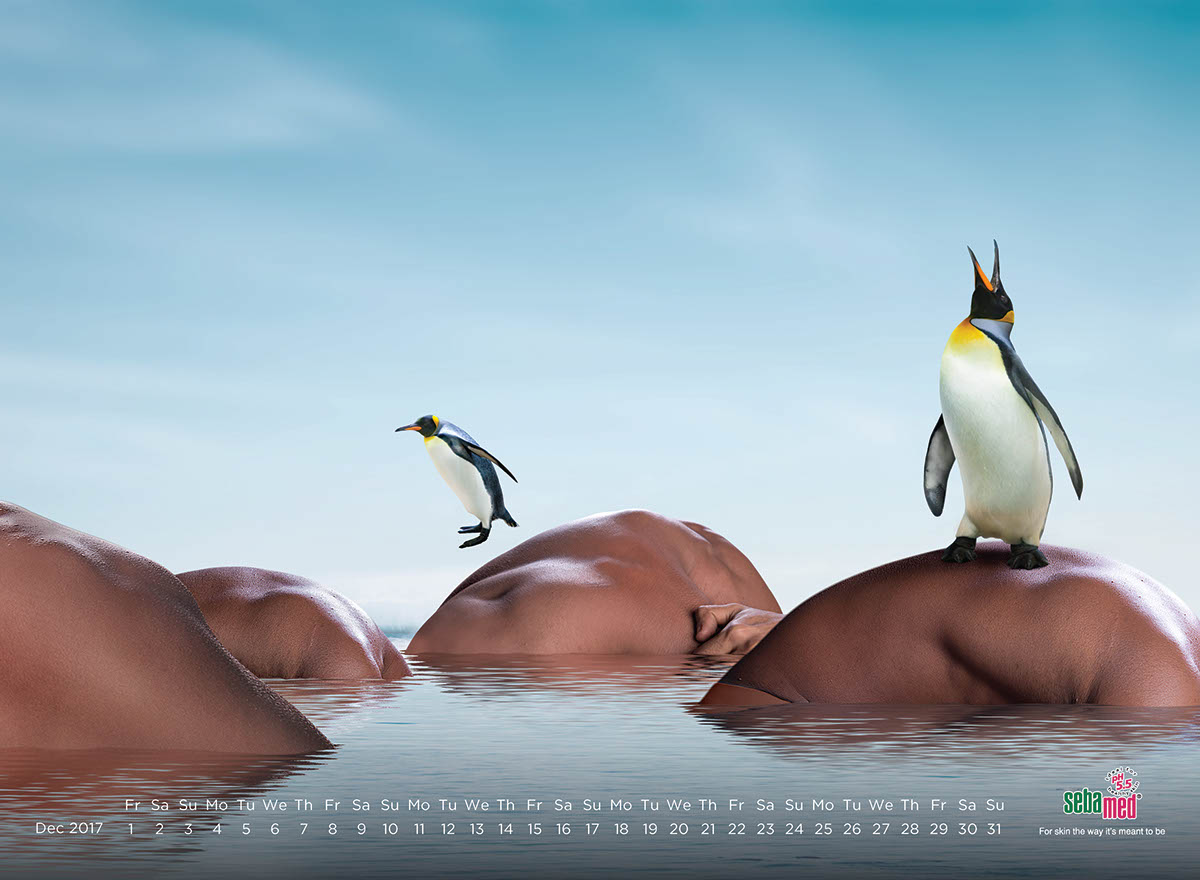 Fr Sa Su Mo Tu We Th Fr Sa Su Mo Tu We Th Fr Sa Su Mo Tu We Th Fr Sa Su Mo Tu We Th Fr Sa Su
Dec 2017 1 2 3 4 5 6 7 8 9 10 11 12 13 14 15 16 17 18 19 20 21 22 23 24 25 26 27 28 29 30 31
pH
5.5
sebamed
For skin the way it's meant to be